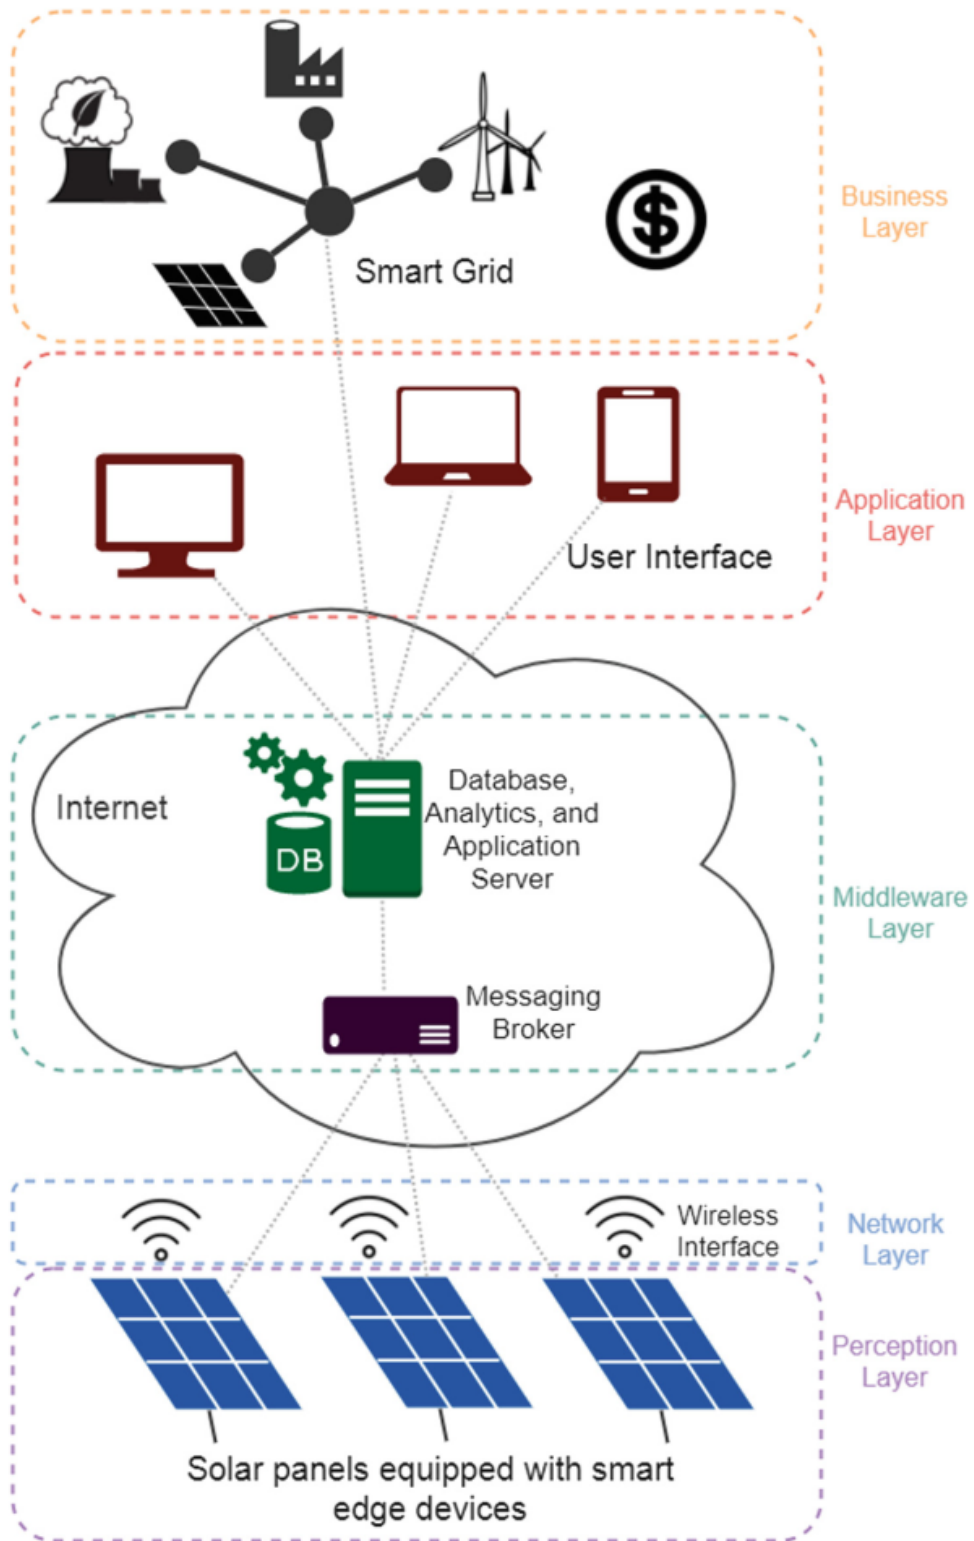 Business
Layer
$
Smart Grid
Application
Layer
User Interface
Internet
Database,
Analytics, and
Application
Server
DB
Middleware
Layer
Messaging
Broker
Wireless
Interface
Network
Layer
Perception
Layer
Solar panels equipped with smart
edge devices